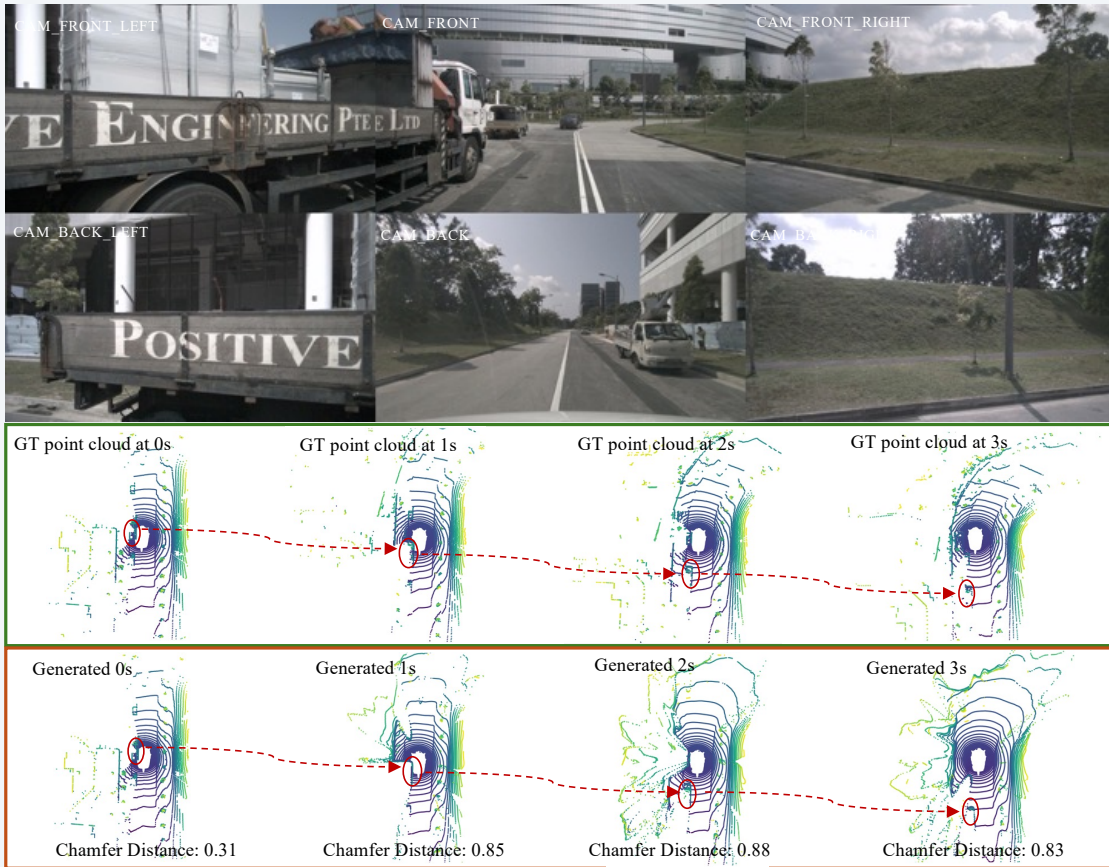 CAM_FRONT_LEFT
CAM_FRONT
CAM_FRONT_RIGHT
VE ENGINEERING PTE E LTD
CAM_BACK_LEFT
CAM_BACK
POSITIVE
GT point cloud at 0s
GT point cloud at 1s
GT point cloud at 2s
GT point cloud at 3s
Generated 0s
Generated 1s
Generated 2s
Generated 3s
Chamfer Distance: 0.31
Chamfer Distance: 0.85
Chamfer Distance: 0.88
Chamfer Distance: 0.83